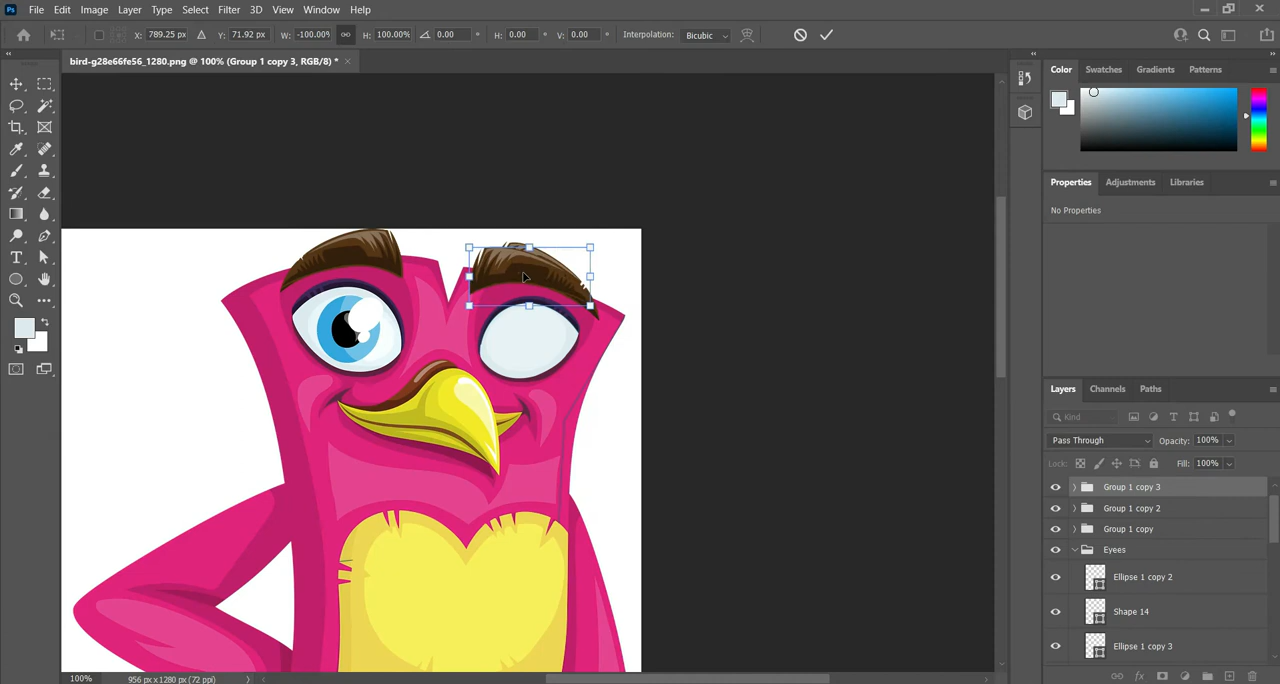 Ps File Edit Image Layer Type Select Filter 3D View Window Help
X: 789.25 px Y: 71.92 px W: -100.00% H: 100.00% 0.00 ° H: 0.00 ° V: 0.00 ° Interpolation: Bicubic
bird-g28e66fe56_1280.png @ 100% (Group 1 copy 3, RGB/8) * ×
Color Swatches Gradients Patterns
Properties Adjustments Libraries
No Properties
Layers Channels Paths
Kind
Pass Through Opacity: 100%
Lock: Fill: 100%
Group 1 copy 3
Group 1 copy 2
Group 1 copy
Eyees
Ellipse 1 copy 2
Shape 14
Ellipse 1 copy 3
100% 956 px x 1280 px (72 ppi)